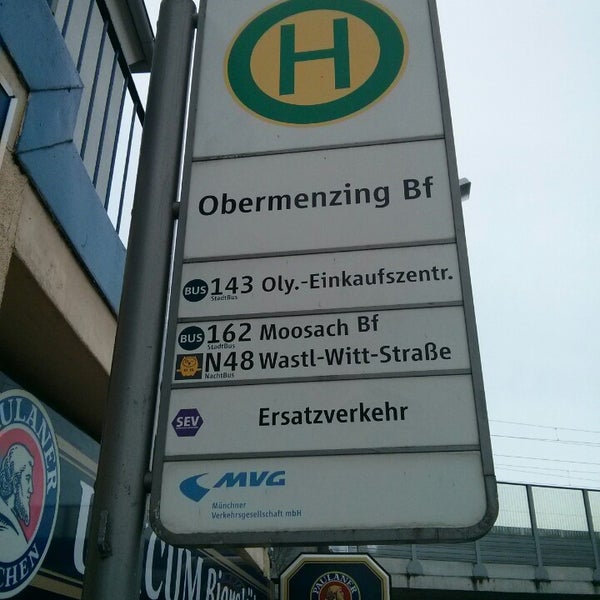 H
Obermenzing Bf
BUS 143 Oly.-Einkaufszentr.
StadtBus
BUS 162 Moosach Bf
StadtBus
N48 Wastl-Witt-Straße
NachtBus
SEV Ersatzverkehr
MVG
Münchner
Verkehrsgesellschaft mbH
PAULANER
PAULANER